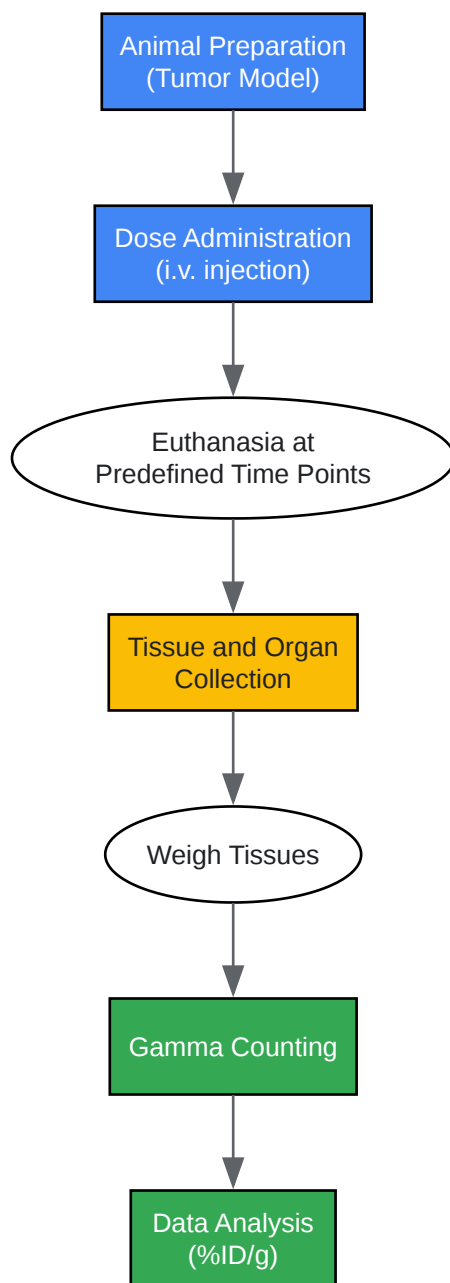 Animal Preparation
(Tumor Model)
Dose Administration
(i.v. injection)
Euthanasia at
Predefined Time Points
Tissue and Organ
Collection
Weigh Tissues
Gamma Counting
Data Analysis
(%ID/g)